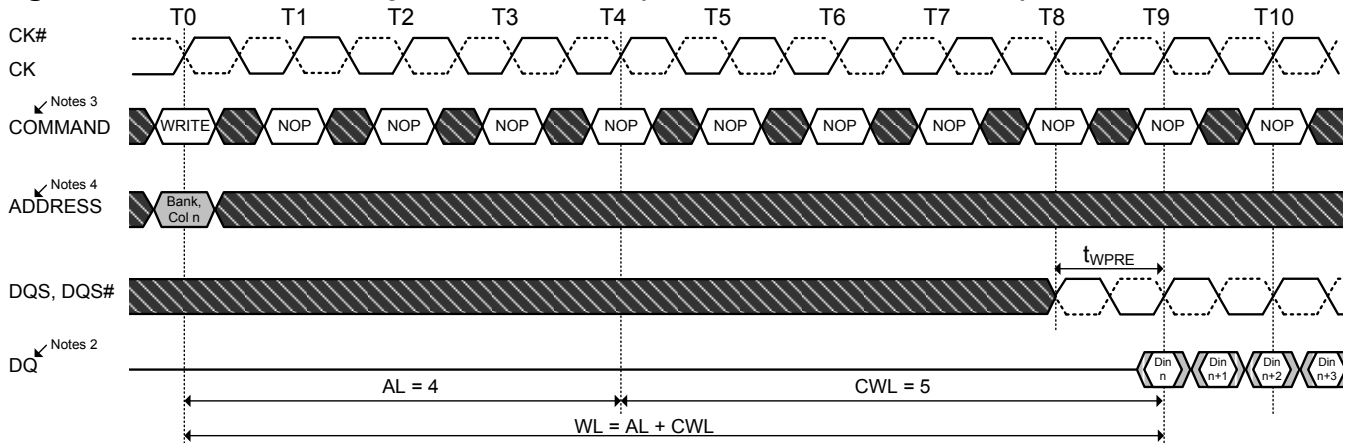 T0 T1 T2 T3 T4 T5 T6 T7 T8 T9 T10
CK#
CK
Notes 3
COMMAND WRITE NOP NOP NOP NOP NOP NOP NOP NOP NOP NOP
Notes 4
ADDRESS
Bank,
Col n
tWPRE
DQS, DQS#
Notes 2
DQ
Din n
Din n+1
Din n+2
Din n+3
AL = 4 CWL = 5
WL = AL + CWL